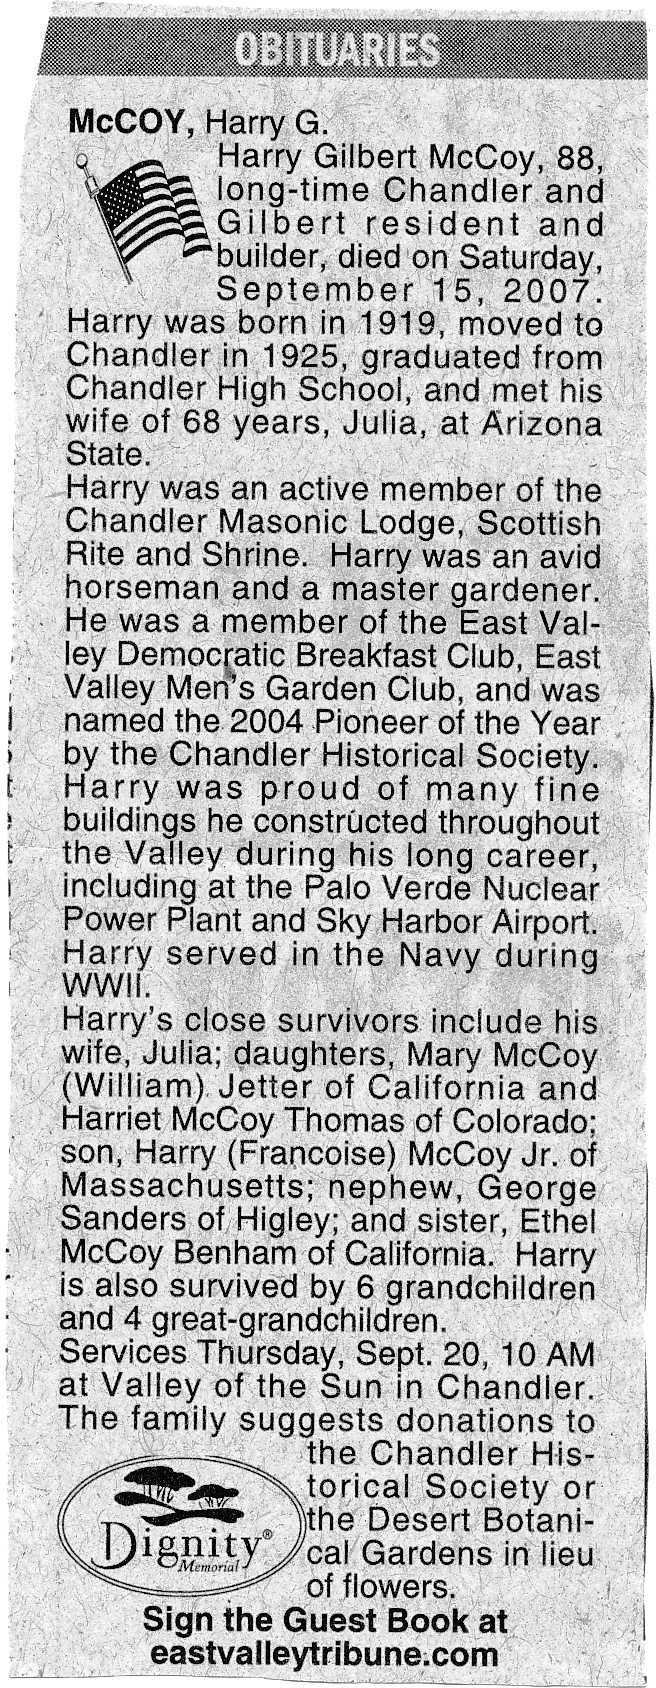 OBITUARIES
McCOY, Harry G.
Harry Gilbert McCoy, 88,
long-time Chandler and
Gilbert resident and
builder, died on Saturday,
September 15, 2007.
Harry was born in 1919, moved to
Chandler in 1925, graduated from
Chandler High School, and met his
wife of 68 years, Julia, at Arizona
State.
Harry was an active member of the
Chandler Masonic Lodge, Scottish
Rite and Shrine. Harry was an avid
horseman and a master gardener.
He was a member of the East Val-
ley Democratic Breakfast Club, East
Valley Men's Garden Club, and was
named the 2004 Pioneer of the Year
by the Chandler Historical Society.
Harry was proud of many fine
buildings he constructed throughout
the Valley during his long career,
including at the Palo Verde Nuclear
Power Plant and Sky Harbor Airport.
Harry served in the Navy during
WWII.
Harry's close survivors include his
wife, Julia; daughters, Mary McCoy
(William) Jetter of California and
Harriet McCoy Thomas of Colorado;
son, Harry (Francoise) McCoy Jr. of
Massachusetts; nephew, George
Sanders of Higley; and sister, Ethel
McCoy Benham of California. Harry
is also survived by 6 grandchildren
and 4 great-grandchildren.
Services Thursday, Sept. 20, 10 AM
at Valley of the Sun in Chandler.
The family suggests donations to
the Chandler His-
torical Society or
the Desert Botani-
cal Gardens in lieu
of flowers.
Dignity®
Memorial
Sign the Guest Book at
eastvalleytribune.com